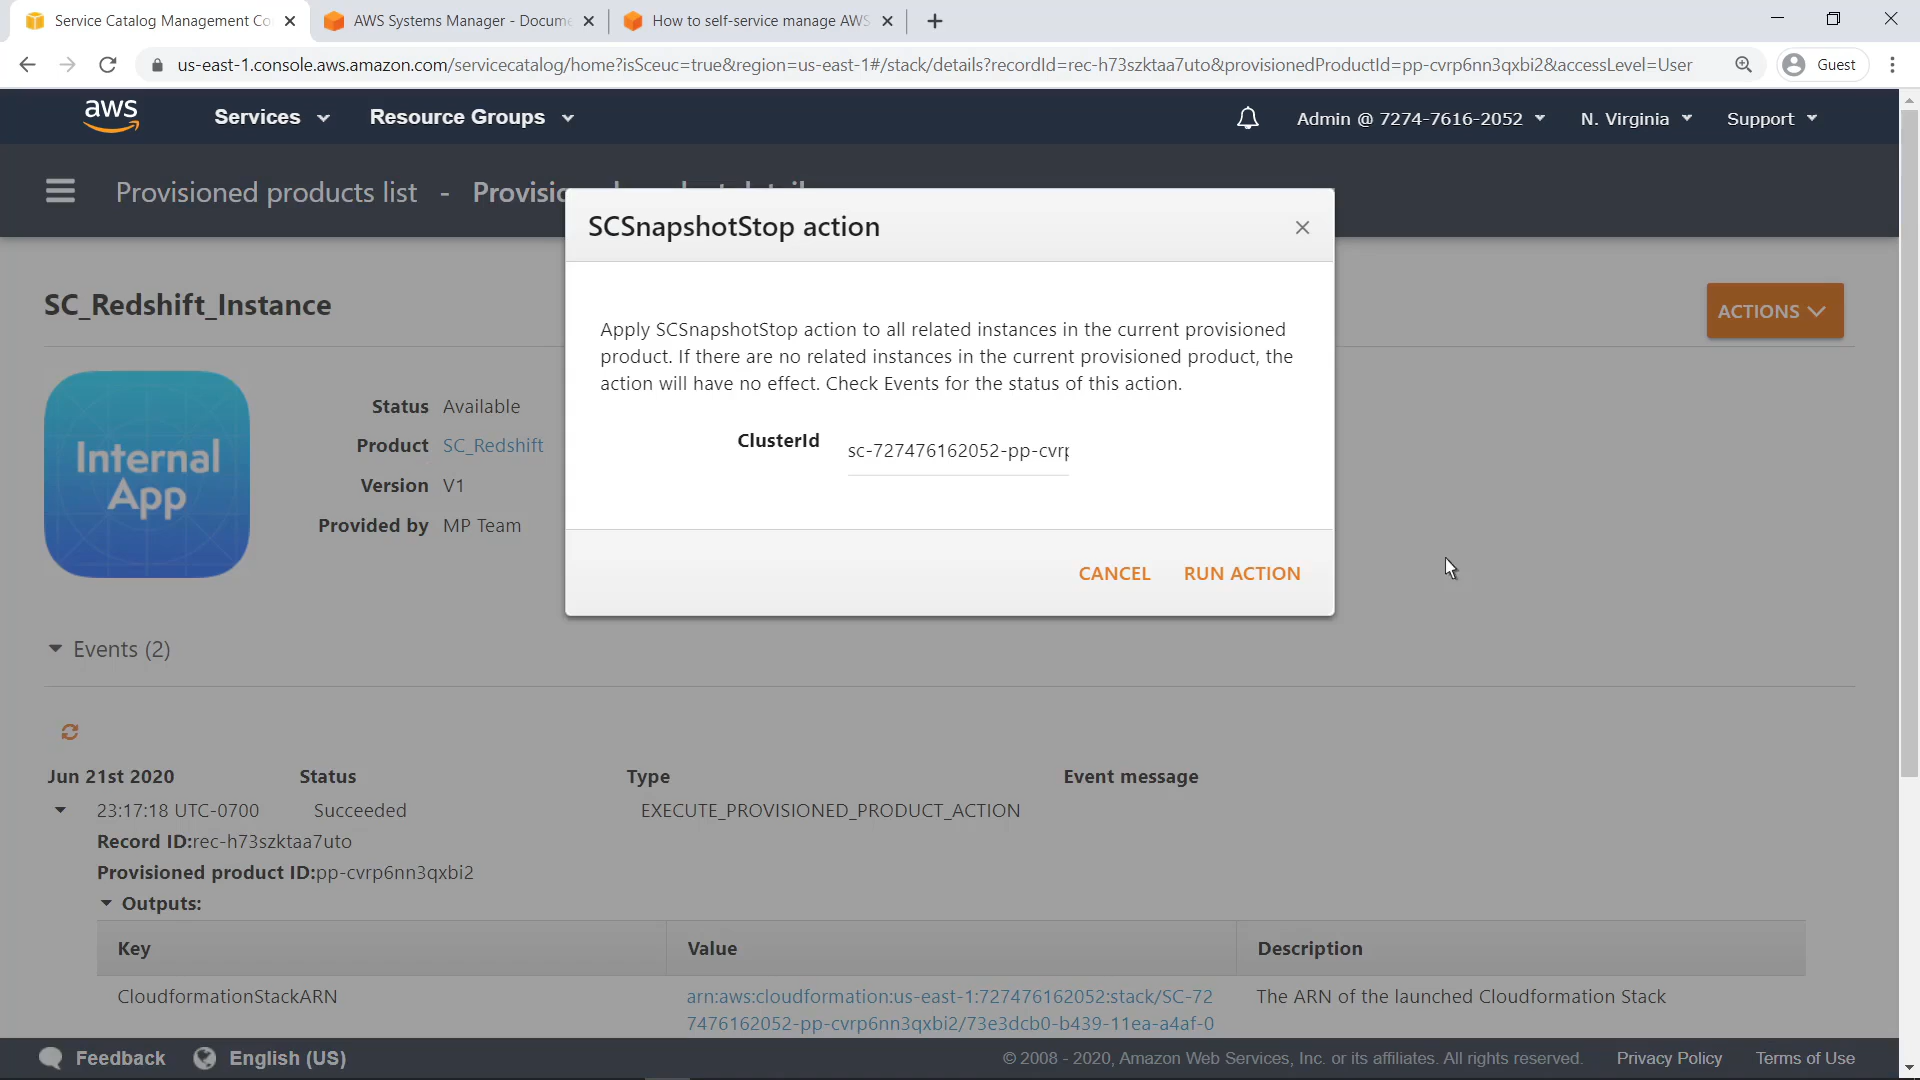 Service Catalog Management Co
AWS Systems Manager - Docume
How to self-service manage AWS
us-east-1.console.aws.amazon.com/servicecatalog/home?isSceuc=true&region=us-east-1#/stack/details?recordId=rec-h73szktaa7uto&provisionedProductId=pp-cvrp6nn3qxbi2&accessLevel=User
Guest
aws
Services
Resource Groups
Admin @ 7274-7616-2052
N. Virginia
Support
Provisioned products list - Provisio
SCSnapshotStop action
SC_Redshift_Instance
ACTIONS
Apply SCSnapshotStop action to all related instances in the current provisioned
product. If there are no related instances in the current provisioned product, the
action will have no effect. Check Events for the status of this action.
ClusterId
sc-727476162052-pp-cvrp
CANCEL
RUN ACTION
Internal
App
Status Available
Product SC_Redshift
Version V1
Provided by MP Team
Events (2)
Jun 21st 2020 Status Type Event message
23:17:18 UTC-0700 Succeeded EXECUTE_PROVISIONED_PRODUCT_ACTION
Record ID:rec-h73szktaa7uto
Provisioned product ID:pp-cvrp6nn3qxbi2
Outputs:
Key Value Description
CloudformationStackARN arn:aws:cloudformation:us-east-1:727476162052:stack/SC-72 The ARN of the launched Cloudformation Stack
7476162052-pp-cvrp6nn3qxbi2/73e3dcb0-b439-11ea-a4af-0
Feedback
English (US)
© 2008 - 2020, Amazon Web Services, Inc. or its affiliates. All rights reserved.
Privacy Policy
Terms of Use